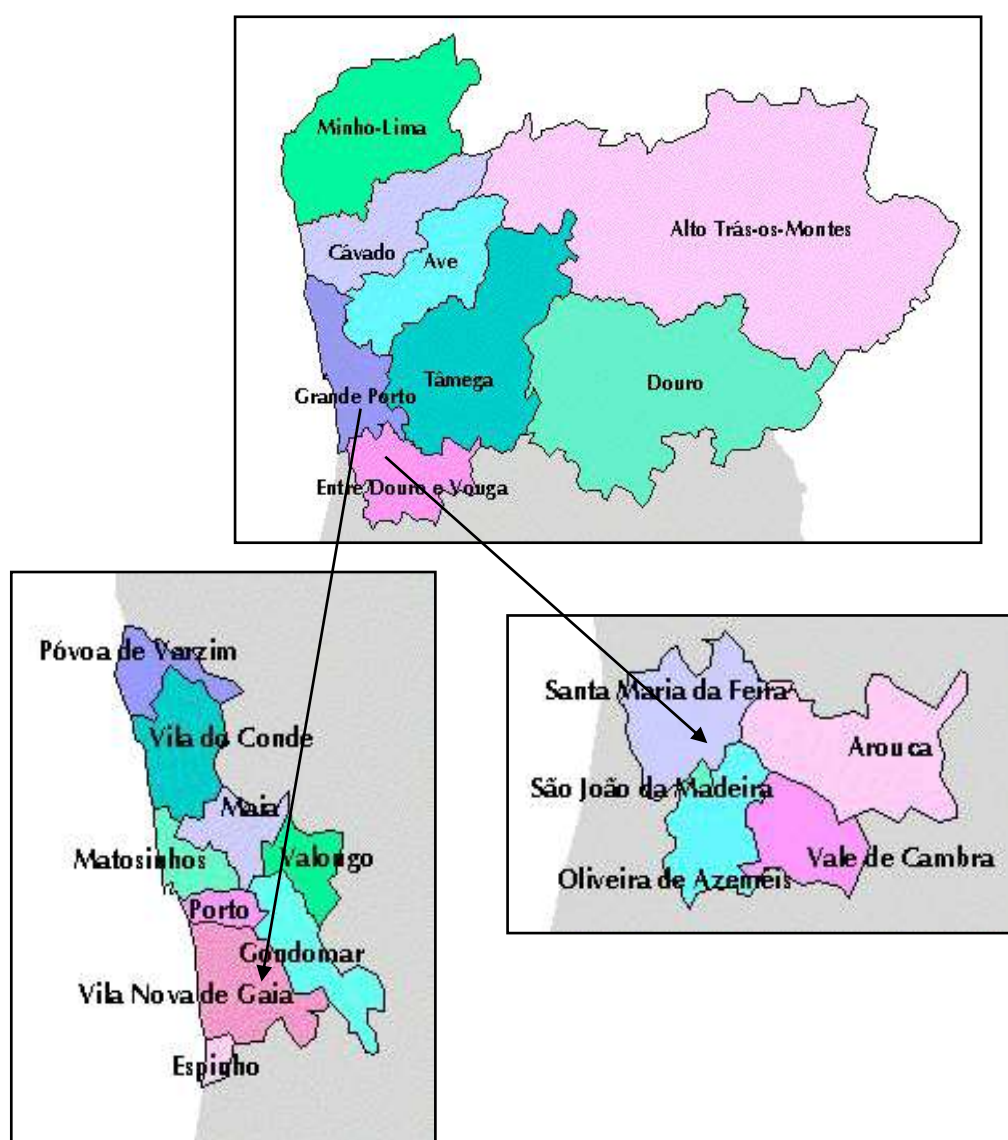 Minho-Lima
Alto Trás-os-Montes
Cávado
Ave
Tâmega
Douro
Grande Porto
Entre Douro e Vouga
Póvoa de Varzim
Vila do Conde
Maia
Matosinhos
Valongo
Porto
Gondomar
Vila Nova de Gaia
Espinho
Santa Maria da Feira
Arouca
São João da Madeira
Vale de Cambra
Oliveira de Azeméis